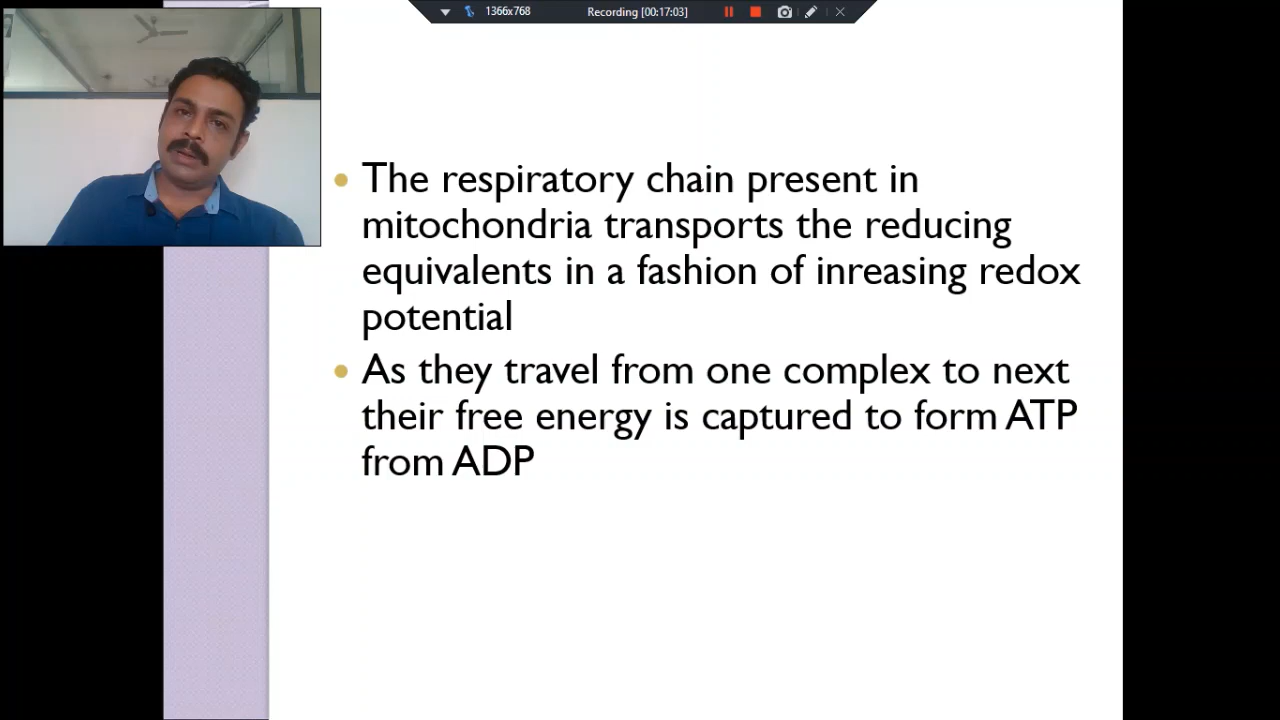 1366x768 Recording [00:17:03]
The respiratory chain present in
mitochondria transports the reducing
equivalents in a fashion of inreasing redox
potential
As they travel from one complex to next
their free energy is captured to form ATP
from ADP